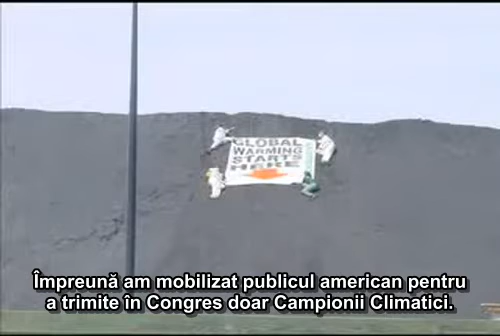 GLOBAL
WARMING
STARTS
HERE
Împreună am mobilizat publicul american pentru
a trimite în Congres doar Campionii Climatici.